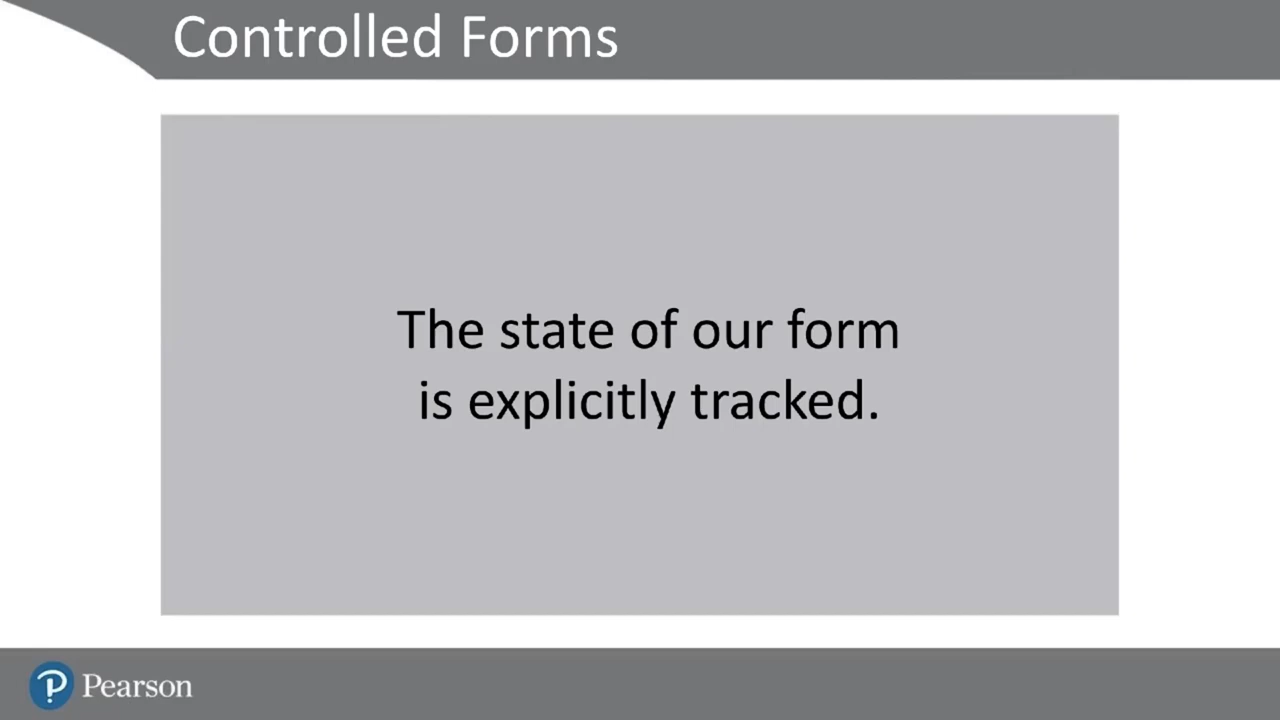 Controlled Forms
The state of our form
is explicitly tracked.
Pearson